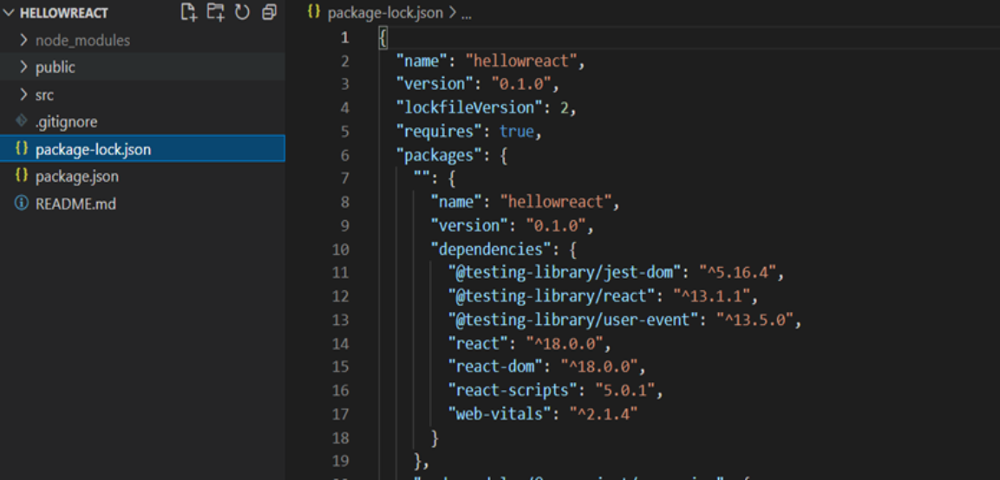 HELLOWREACT
node_modules
public
src
.gitignore
package-lock.json
package.json
README.md
{} package-lock.json > ...
1 {
2 "name": "hellowreact",
3 "version": "0.1.0",
4 "lockfileVersion": 2,
5 "requires": true,
6 "packages": {
7 "": {
8 "name": "hellowreact",
9 "version": "0.1.0",
10 "dependencies": {
11 "@testing-library/jest-dom": "^5.16.4",
12 "@testing-library/react": "^13.1.1",
13 "@testing-library/user-event": "^13.5.0",
14 "react": "^18.0.0",
15 "react-dom": "^18.0.0",
16 "react-scripts": "5.0.1",
17 "web-vitals": "^2.1.4"
18 }
19 },